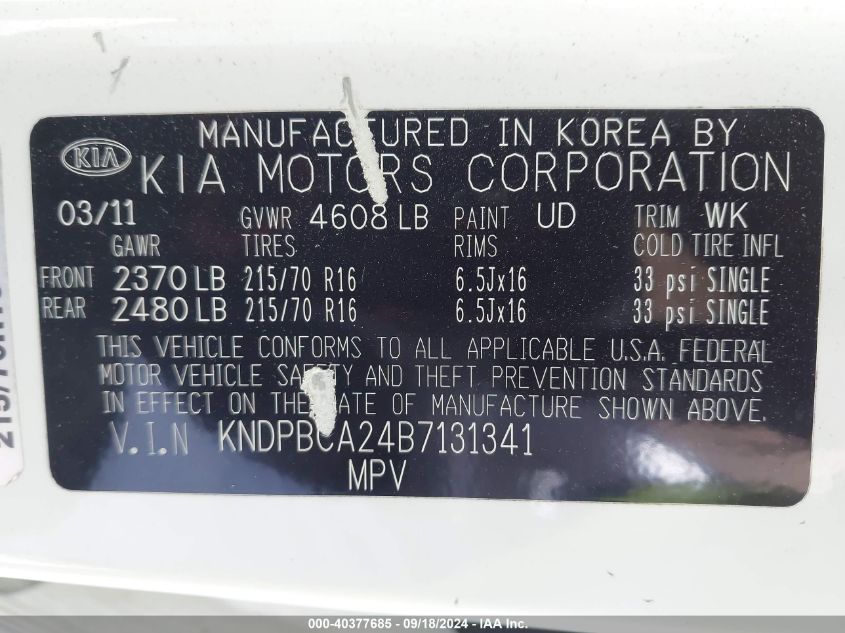 MANUFACTURED IN KOREA BY
KIA
KIA MOTORS CORPORATION
03/11 GVWR 4608 LB PAINT UD TRIM WK
GAWR TIRES RIMS COLD TIRE INFL
FRONT 2370 LB 215/70 R16 6.5Jx16 33 psi SINGLE
REAR 2480 LB 215/70 R16 6.5Jx16 33 psi SINGLE
THIS VEHICLE CONFORMS TO ALL APPLICABLE U.S.A. FEDERAL
MOTOR VEHICLE SAFETY AND THEFT PREVENTION STANDARDS
IN EFFECT ON THE DATE OF MANUFACTURE SHOWN ABOVE.
V.I.N KNDPBCA24B7131341
MPV
000-40377685 - 09/18/2024 - IAA Inc.